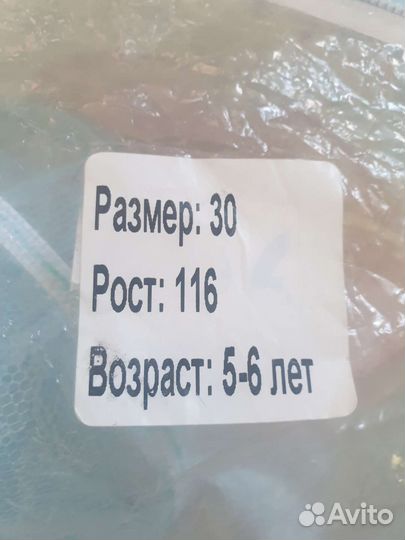 Размер: 30
Рост: 116
Возраст: 5-6 лет
Avito